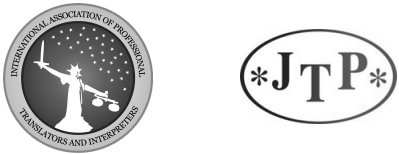 INTERNATIONAL ASSOCIATION OF PROFESSIONAL
TRANSLATORS AND INTERPRETERS
*JTP*